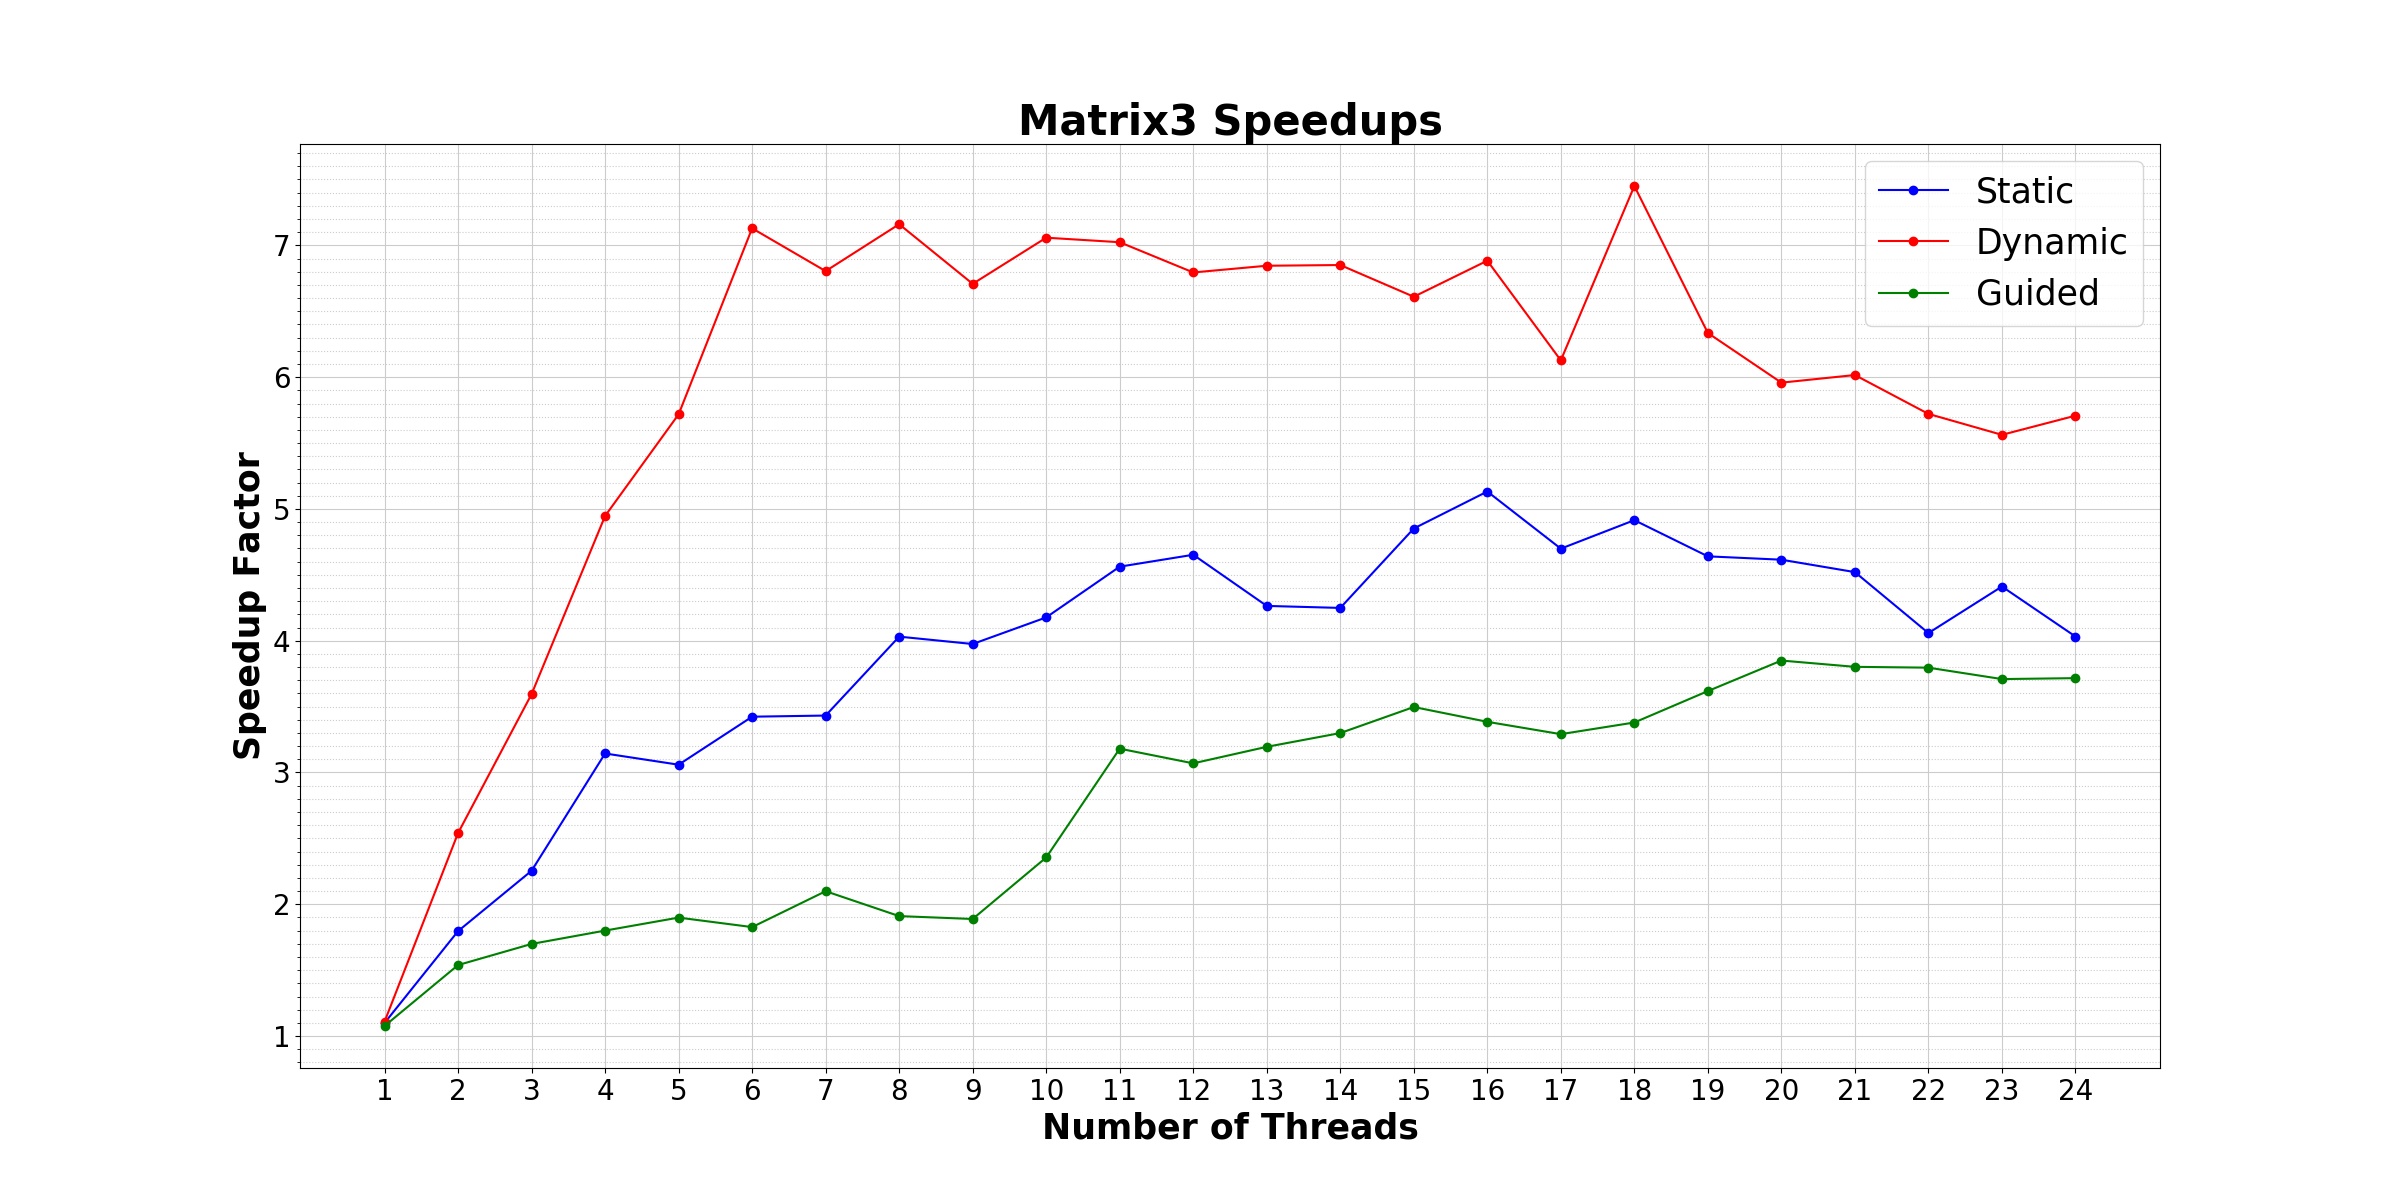 Matrix3 Speedups
Static
Dynamic
Guided
Speedup Factor
7
6
5
4
3
2
1
1 2 3 4 5 6 7 8 9 10 11 12 13 14 15 16 17 18 19 20 21 22 23 24
Number of Threads